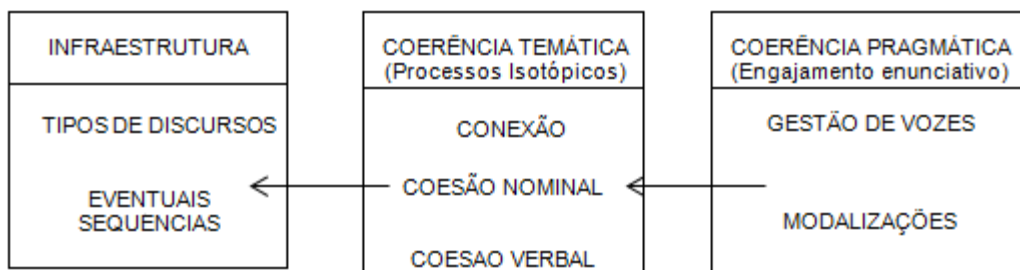 INFRAESTRUTURA
TIPOS DE DISCURSOS
EVENTUAIS
SEQUENCIAS
COERÊNCIA TEMÁTICA
(Processos Isotópicos)
CONEXÃO
COESÃO NOMINAL
COESAO VERBAL
COERÊNCIA PRAGMÁTICA
(Engajamento enunciativo)
GESTÃO DE VOZES
MODALIZAÇÕES